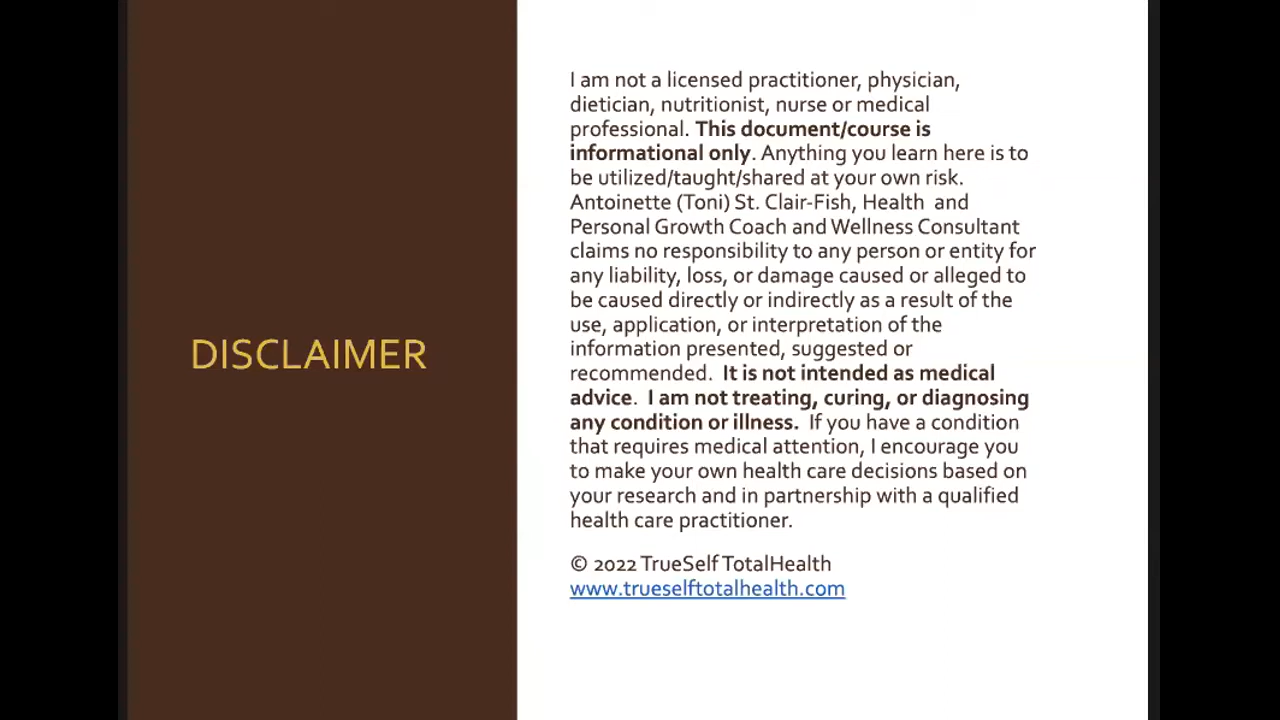 DISCLAIMER
I am not a licensed practitioner, physician,
dietician, nutritionist, nurse or medical
professional. This document/course is
informational only. Anything you learn here is to
be utilized/taught/shared at your own risk.
Antoinette (Toni) St. Clair-Fish, Health  and
Personal Growth Coach and Wellness Consultant
claims no responsibility to any person or entity for
any liability, loss, or damage caused or alleged to
be caused directly or indirectly as a result of the
use, application, or interpretation of the
information presented, suggested or
recommended.  It is not intended as medical
advice.  I am not treating, curing, or diagnosing
any condition or illness.  If you have a condition
that requires medical attention, I encourage you
to make your own health care decisions based on
your research and in partnership with a qualified
health care practitioner.
© 2022 TrueSelf TotalHealth
www.trueselftotalhealth.com